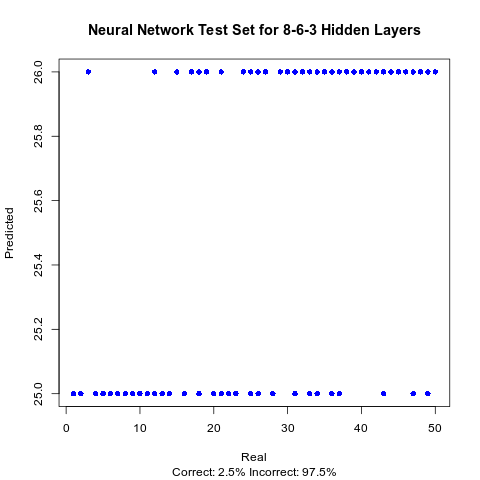 Neural Network Test Set for 8-6-3 Hidden Layers
26.0
25.8
25.6
25.4
25.2
25.0
Predicted
0 10 20 30 40 50
Real
Correct: 2.5% Incorrect: 97.5%